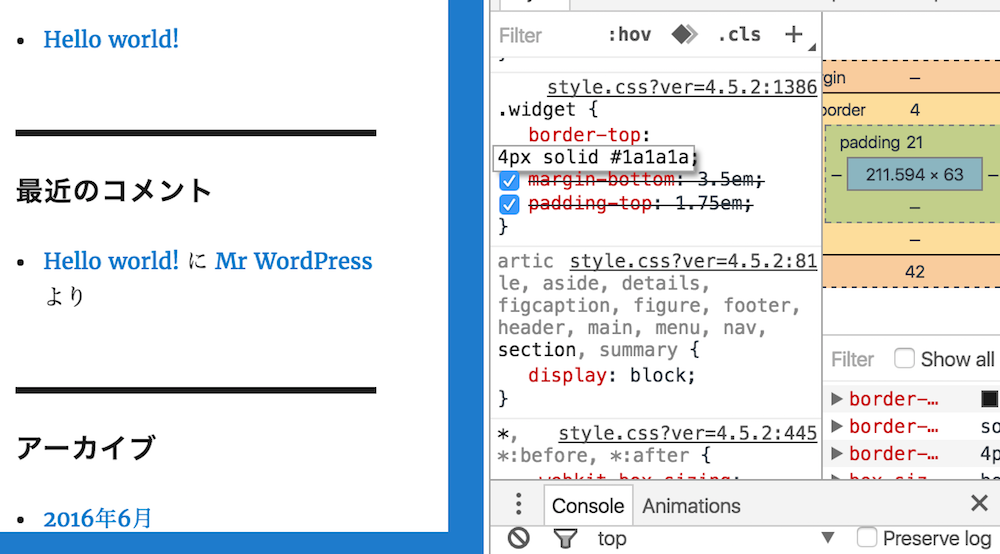 Hello world!
最近のコメント
Hello world! に Mr WordPress
より
アーカイブ
2016年6月
Filter :hov .cls +
style.css?ver=4.5.2:1386
.widget {
border-top:
4px solid #1a1a1a;
margin-bottom: 3.5em;
padding-top: 1.75em;
}
artic style.css?ver=4.5.2:81
le, aside, details,
figcaption, figure, footer,
header, main, menu, nav,
section, summary {
display: block;
}
*, style.css?ver=4.5.2:445
*:before, *:after {
4
padding 21
–
211.594 × 63
–
–
–
42
Filter Show all
border-…
border-… so
border-… 4p
Console Animations
top Preserve log